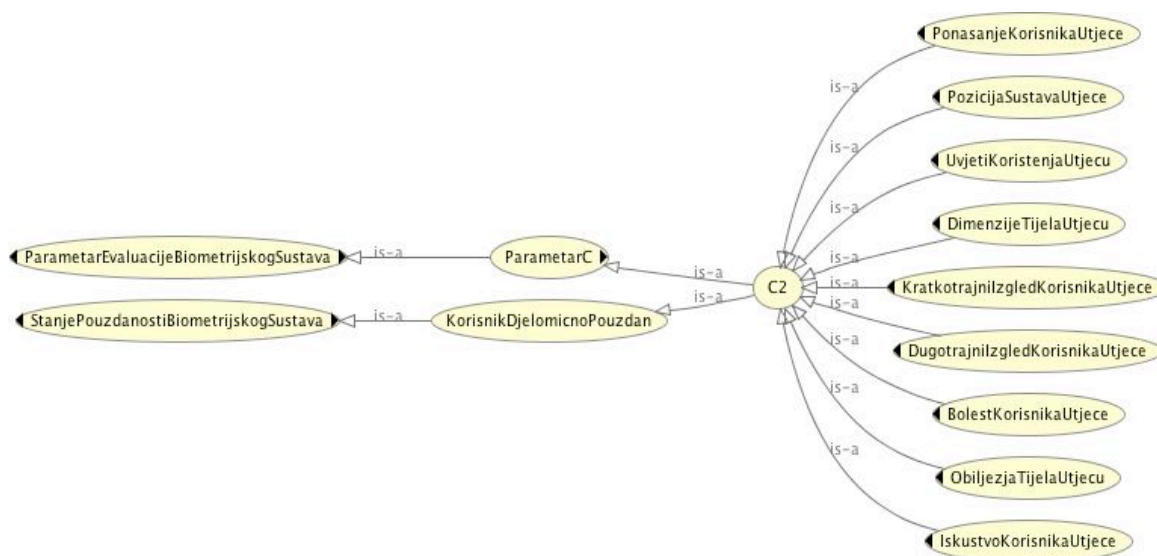 PonasanjeKorisnikaUtjece
is-a
PozicijaSustavaUtjece
is-a
UvjetiKoristenjaUtjecu
is-a
DimenzijeTijelaUtjecu
is-a
ParametarEvaluacijeBiometrijskogSustava
is-a
ParametarC
is-a
C2
is-a
KratkotrajniIzgledKorisnikaUtjece
StanjePouzdanostiBiometrijskogSustava
is-a
KorisnikDjelomicnoPouzdan
is-a
is-a
DugotrajniIzgledKorisnikaUtjece
is-a
BolestKorisnikaUtjece
is-a
ObiljezjaTijelaUtjecu
is-a
IskustvoKorisnikaUtjece